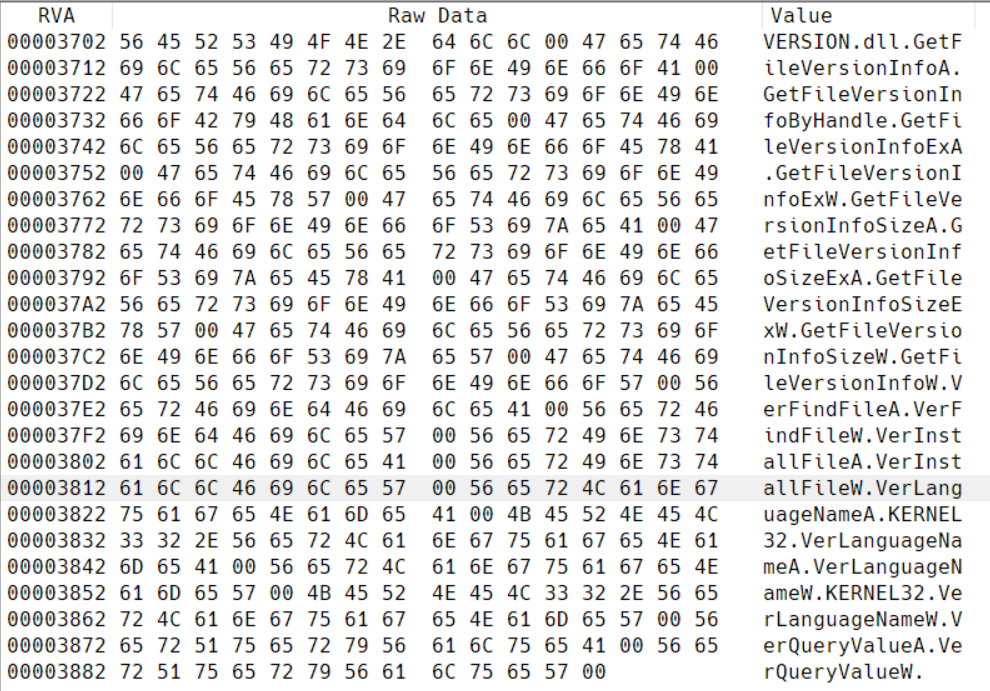 RVA Raw Data Value
00003702 56 45 52 53 49 4F 4E 2E 64 6C 6C 00 47 65 74 46 VERSION.dll.GetF
00003712 69 6C 65 56 65 72 73 69 6F 6E 49 6E 66 6F 41 00 ileVersionInfoA.
00003722 47 65 74 46 69 6C 65 56 65 72 73 69 6F 6E 49 6E GetFileVersionIn
00003732 66 6F 42 79 48 61 6E 64 6C 65 00 47 65 74 46 69 foByHandle.GetFi
00003742 6C 65 56 65 72 73 69 6F 6E 49 6E 66 6F 45 78 41 leVersionInfoExA
00003752 00 47 65 74 46 69 6C 65 56 65 72 73 69 6F 6E 49 .GetFileVersionI
00003762 6E 66 6F 45 78 57 00 47 65 74 46 69 6C 65 56 65 nfoExW.GetFileVe
00003772 72 73 69 6F 6E 49 6E 66 6F 53 69 7A 65 41 00 47 rsionInfoSizeA.G
00003782 65 74 46 69 6C 65 56 65 72 73 69 6F 6E 49 6E 66 etFileVersionInf
00003792 6F 53 69 7A 65 45 78 41 00 47 65 74 46 69 6C 65 oSizeExA.GetFile
000037A2 56 65 72 73 69 6F 6E 49 6E 66 6F 53 69 7A 65 45 VersionInfoSizeE
000037B2 78 57 00 47 65 74 46 69 6C 65 56 65 72 73 69 6F xW.GetFileVersio
000037C2 6E 49 6E 66 6F 53 69 7A 65 57 00 47 65 74 46 69 nInfoSizeW.GetFi
000037D2 6C 65 56 65 72 73 69 6F 6E 49 6E 66 6F 57 00 56 leVersionInfoW.V
000037E2 65 72 46 69 6E 64 46 69 6C 65 41 00 56 65 72 46 erFindFileA.VerF
000037F2 69 6E 64 46 69 6C 65 57 00 56 65 72 49 6E 73 74 indFileW.VerInst
00003802 61 6C 6C 46 69 6C 65 41 00 56 65 72 49 6E 73 74 allFileA.VerInst
00003812 61 6C 6C 46 69 6C 65 57 00 56 65 72 4C 61 6E 67 allFileW.VerLang
00003822 75 61 67 65 4E 61 6D 65 41 00 4B 45 52 4E 45 4C uageNameA.KERNEL
00003832 33 32 2E 56 65 72 4C 61 6E 67 75 61 67 65 4E 61 32.VerLanguageNa
00003842 6D 65 41 00 56 65 72 4C 61 6E 67 75 61 67 65 4E meA.VerLanguageN
00003852 61 6D 65 57 00 4B 45 52 4E 45 4C 33 32 2E 56 65 ameW.KERNEL32.Ve
00003862 72 4C 61 6E 67 75 61 67 65 4E 61 6D 65 57 00 56 rLanguageNameW.V
00003872 65 72 51 75 65 72 79 56 61 6C 75 65 41 00 56 65 erQueryValueA.Ve
00003882 72 51 75 65 72 79 56 61 6C 75 65 57 00 rQueryValueW.